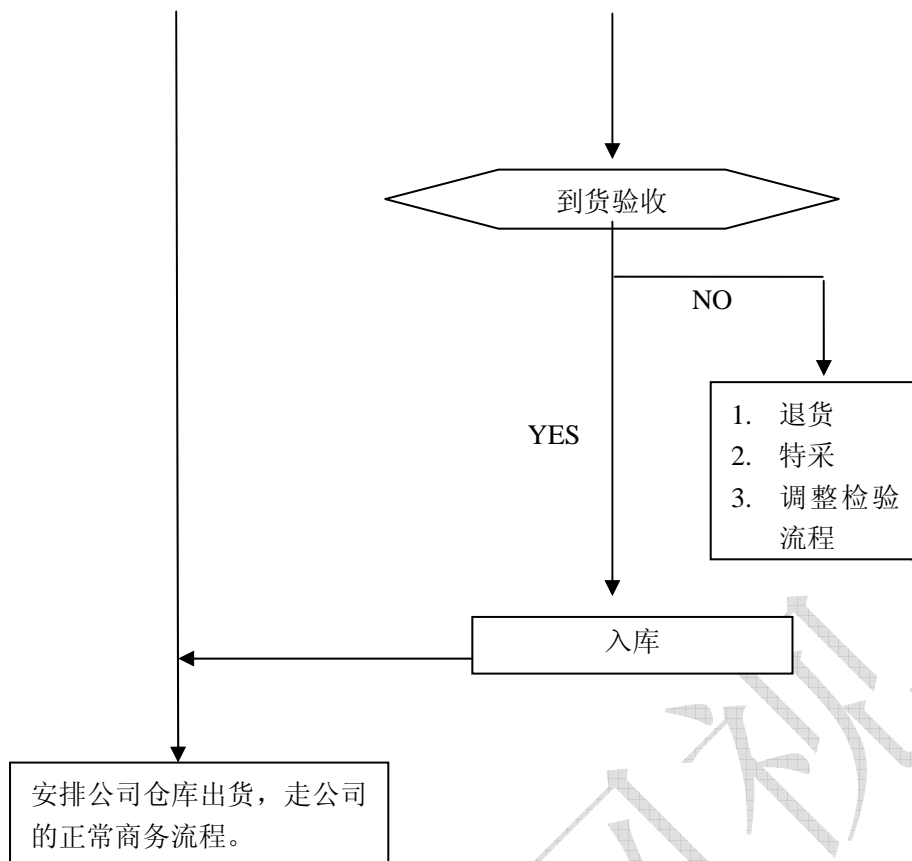 到货验收
NO
YES
1. 退货
2. 特采
3. 调整检验
流程
入库
安排公司仓库出货，走公司
的正常商务流程。